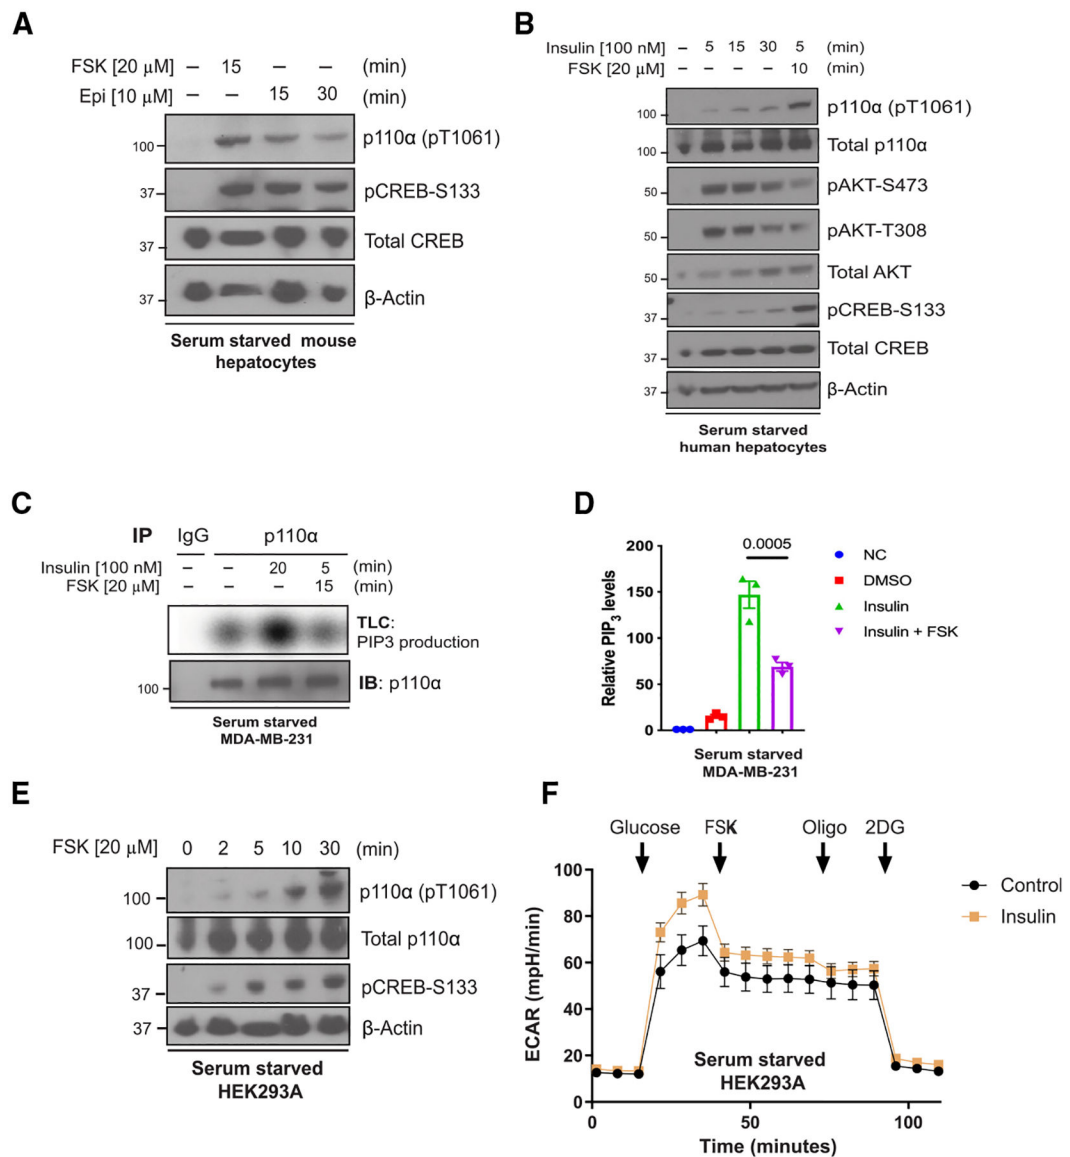 A
FSK [20 μM] – 15 – – (min)
Epi [10 μM] – – 15 30 (min)
100 p110α (pT1061)
37 pCREB-S133
37 Total CREB
37 β-Actin
Serum starved mouse
hepatocytes
B
Insulin [100 nM] – 5 15 30 5 (min)
FSK [20 μM] – – – – 10 (min)
100 p110α (pT1061)
100 Total p110α
50 pAKT-S473
50 pAKT-T308
50 Total AKT
37 pCREB-S133
37 Total CREB
37 β-Actin
Serum starved
human hepatocytes
C
IP IgG p110α
Insulin [100 nM] – – 20 5 (min)
FSK [20 μM] – – – 15 (min)
TLC:
PIP3 production
100 IB: p110α
Serum starved
MDA-MB-231
D
0.0005
Relative PIP3 levels
200
150
100
50
0
NC
DMSO
Insulin
Insulin + FSK
Serum starved
MDA-MB-231
E
FSK [20 μM] 0 2 5 10 30 (min)
100 p110α (pT1061)
100 Total p110α
37 pCREB-S133
37 β-Actin
Serum starved
HEK293A
F
Glucose FSK Oligo 2DG
ECAR (mpH/min)
100
80
60
40
20
0
Control
Insulin
Serum starved
HEK293A
0 50 100
Time (minutes)